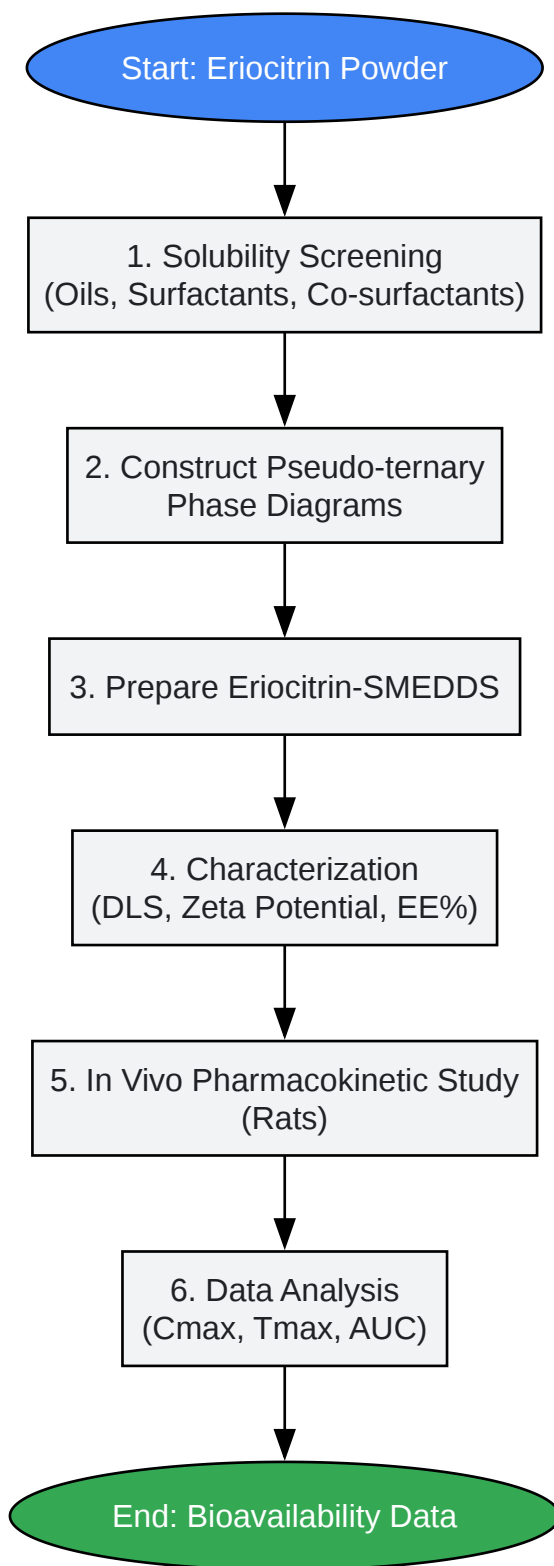 Start: Eriocitrin Powder
1. Solubility Screening
(Oils, Surfactants, Co-surfactants)
2. Construct Pseudo-ternary
Phase Diagrams
3. Prepare Eriocitrin-SMEDDS
4. Characterization
(DLS, Zeta Potential, EE%)
5. In Vivo Pharmacokinetic Study
(Rats)
6. Data Analysis
(Cmax, Tmax, AUC)
End: Bioavailability Data